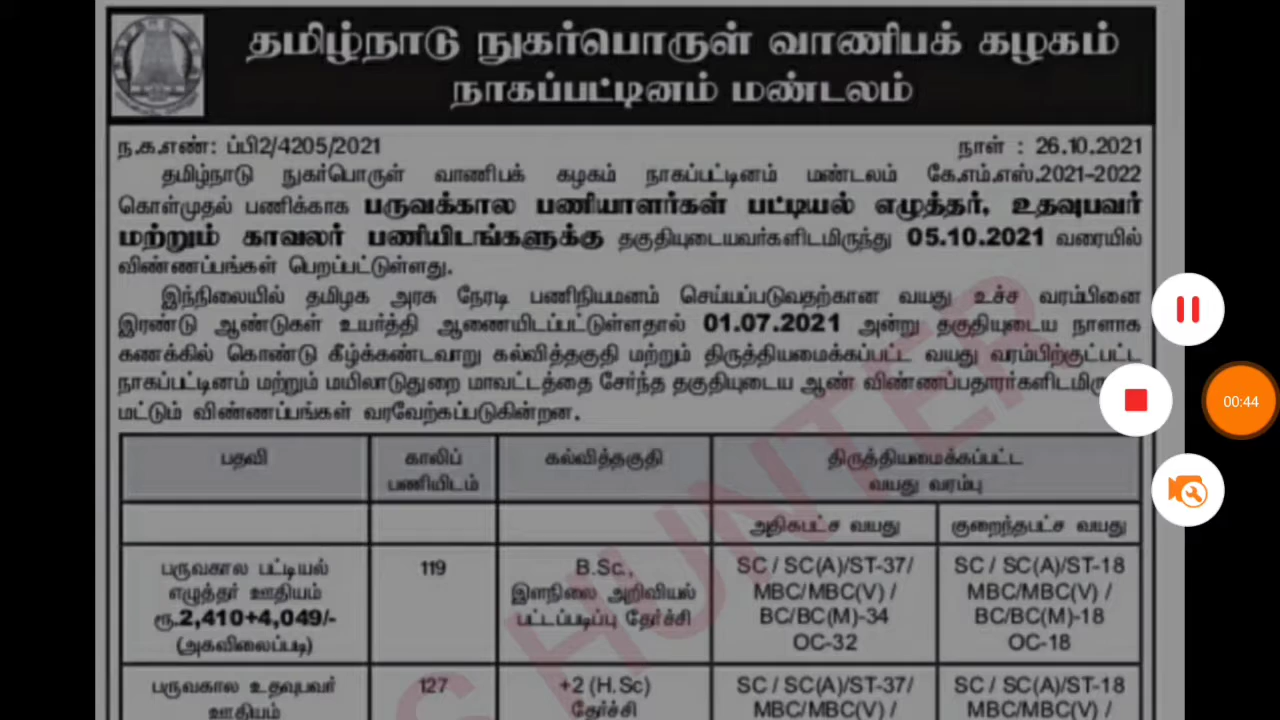 தமிழ்நாடு நுகர்பொருள் வாணிபக் கழகம்
நாகப்பட்டினம் மண்டலம்
ந.க.எண்: ப்பி2/4205/2021 நாள் : 26.10.2021
தமிழ்நாடு நுகர்பொருள் வாணிபக் கழகம் நாகப்பட்டினம் மண்டலம் கே.எம்.எஸ்.2021-2022
கொள்முதல் பணிக்காக பருவக்கால பணியாளர்கள் பட்டியல் எழுத்தர், உதவுபவர்
மற்றும் காவலர் பணியிடங்களுக்கு தகுதியுடையவர்களிடமிருந்து 05.10.2021 வரையில்
விண்ணப்பங்கள் பெறப்பட்டுள்ளது.
இந்நிலையில் தமிழக அரசு நேரடி பணிநியமனம் செய்யப்படுவதற்கான வயது உச்ச வரம்பினை
இரண்டு ஆண்டுகள் உயர்த்தி ஆணையிடப்பட்டுள்ளதால் 01.07.2021 அன்று தகுதியுடைய நாளாக
கணக்கில் கொண்டு கீழ்க்கண்டவாறு கல்வித்தகுதி மற்றும் திருத்தியமைக்கப்பட்ட வயது வரம்பிற்குட்பட்ட
நாகப்பட்டினம் மற்றும் மயிலாடுதுறை மாவட்டத்தை சேர்ந்த தகுதியுடைய ஆண்
மட்டும் விண்ணப்பங்கள் வரவேற்கப்படுகின்றன.
பதவி காலிப் கல்வித்தகுதி திருத்தியமைக்கப்பட்ட
பணியிடம் வயது வரம்பு
அதிகபட்ச வயது குறைந்தபட்ச வயது
பருவகால பட்டியல் 119 B.Sc., SC / SC(A)/ST-37/ SC / SC(A)/ST-18
எழுத்தர் ஊதியம் இளநிலை அறிவியல் MBC/MBC(V) / MBC/MBC(V) /
ரூ.2,410+4,049/- பட்டப்படிப்பு தேர்ச்சி BC/BC(M)-34 BC/BC(M)-18
(அகவிலைப்படி) OC-32 OC-18
பருவகால உதவுபவர் 127 +2 (H.Sc) SC / SC(A)/ST-37/ SC / SC(A)/ST-18
ஊதியம் தேர்ச்சி MBC/MBC(V) / MBC/MBC(V) /
HUNTER
00:44